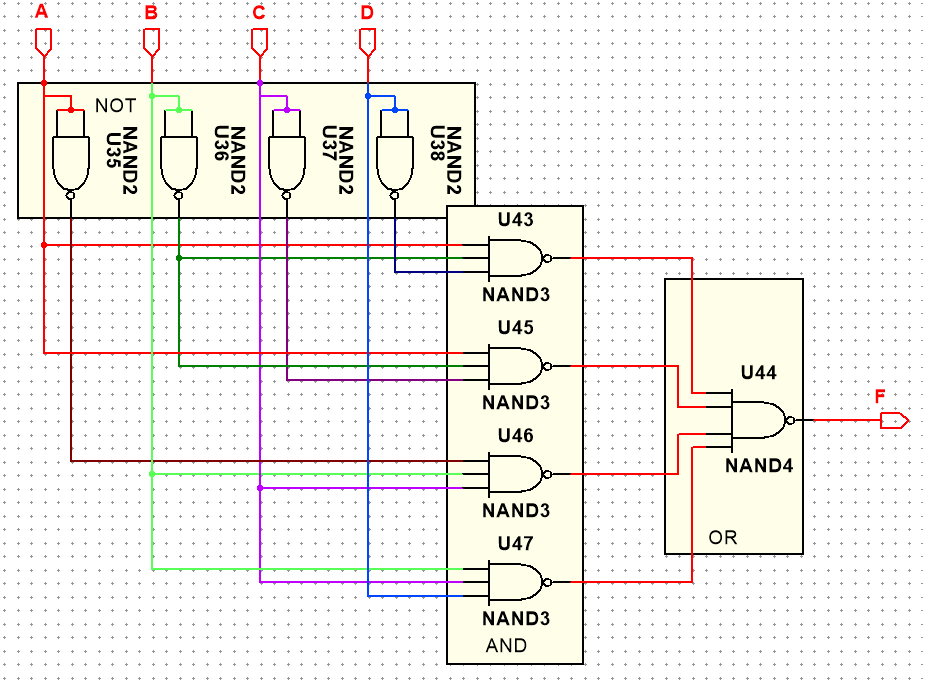 A
B
C
D
NOT
NAND2
U35
NAND2
U36
NAND2
U37
NAND2
U38
U43
NAND3
U45
NAND3
U46
NAND3
U47
NAND3
AND
U44
NAND4
OR
F